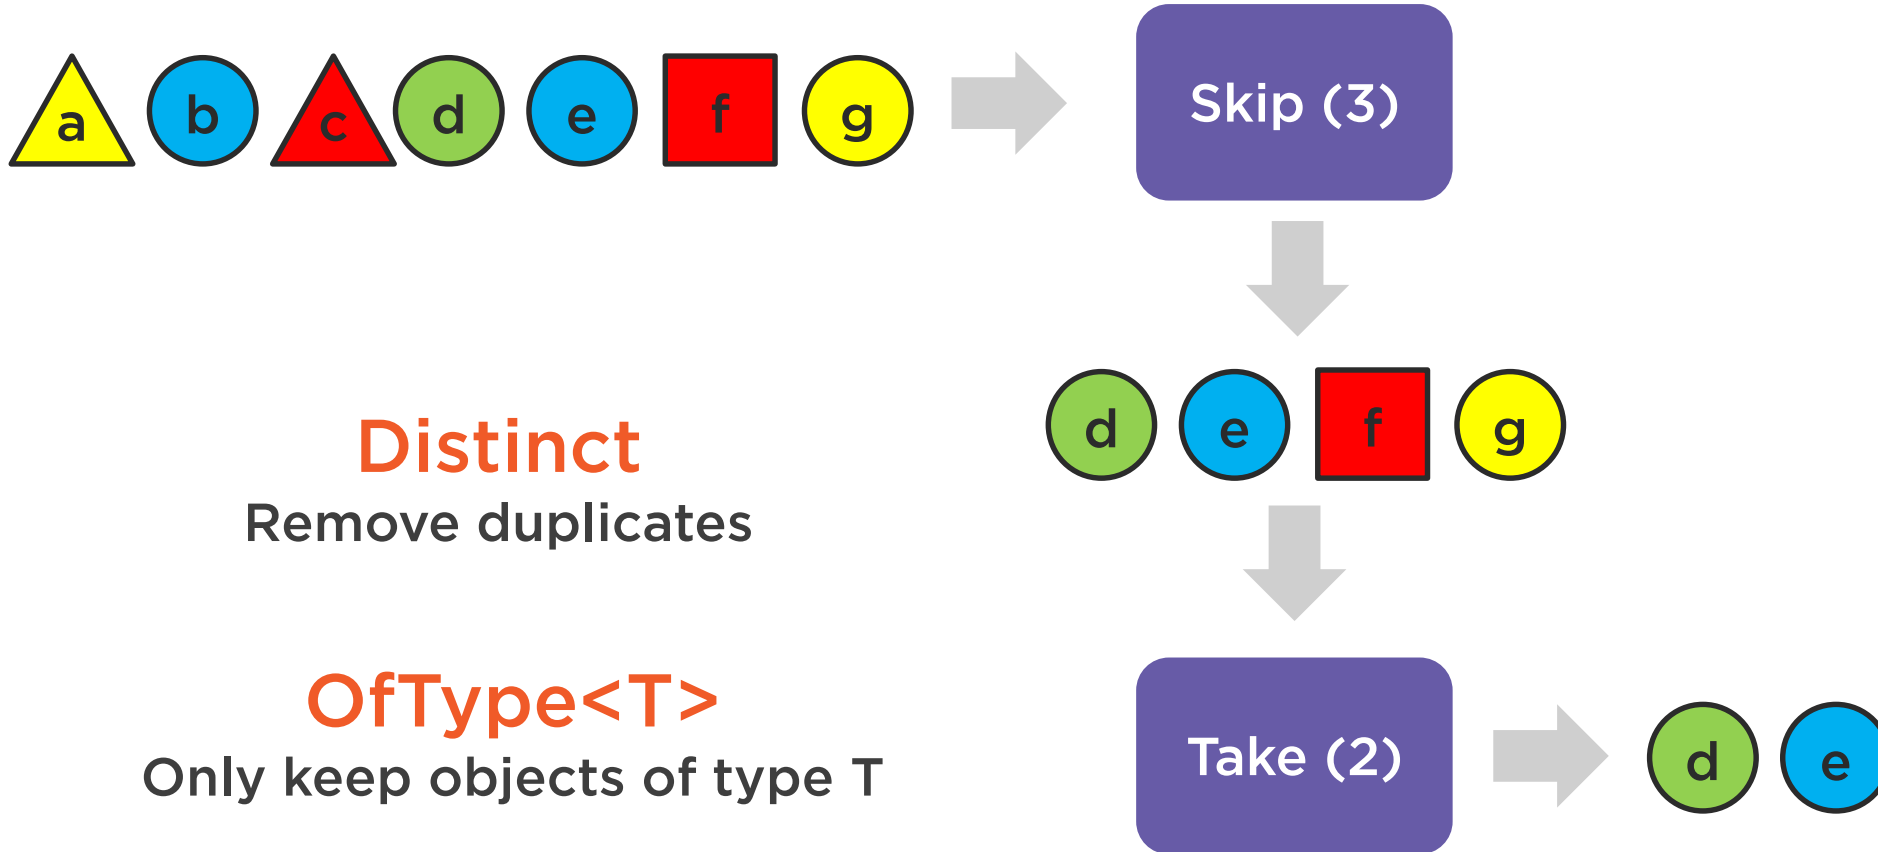 a b c d e f g
Skip (3)
d e f g
Distinct
Remove duplicates
OfType<T>
Only keep objects of type T
Take (2)
d e